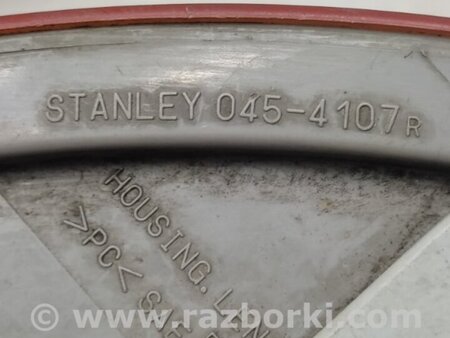 STANLEY 045-4107R
HOUSING.
>PC<
www.razborki.com